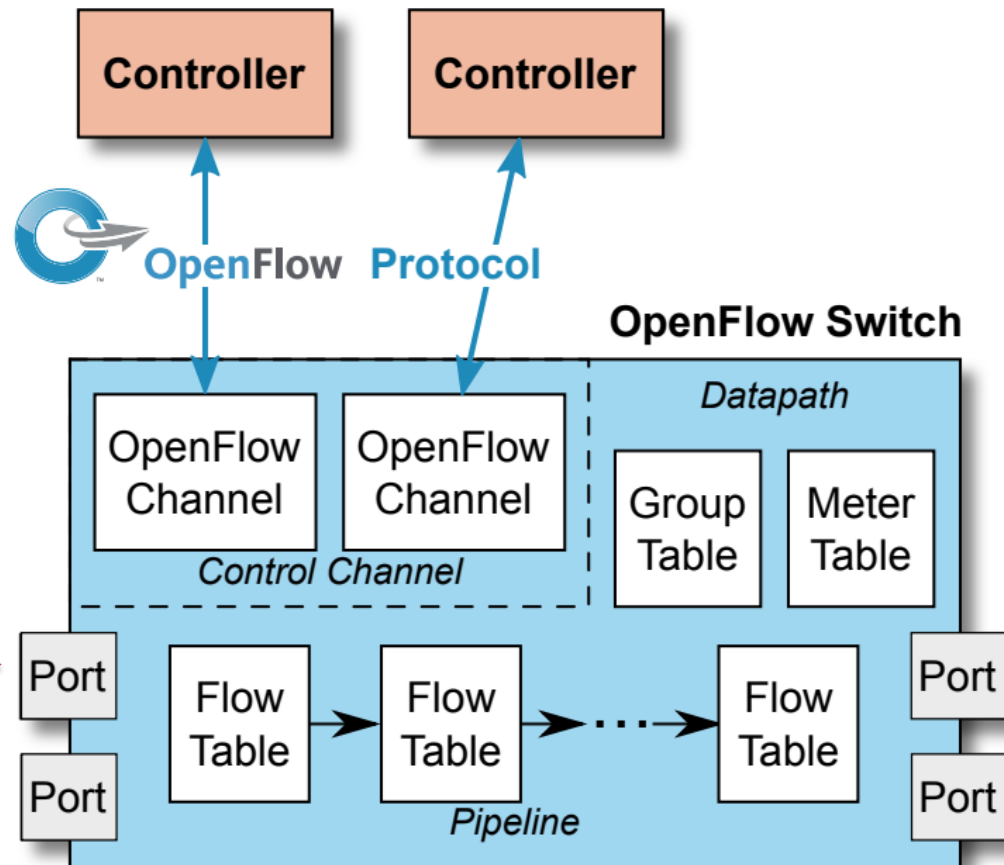 Controller
Controller
OpenFlow Protocol
™
OpenFlow Switch
Datapath
OpenFlow
Channel
OpenFlow
Channel
Control Channel
Group
Table
Meter
Table
Port
Port
Flow
Table
Flow
Table
...
Flow
Table
Port
Port
Pipeline